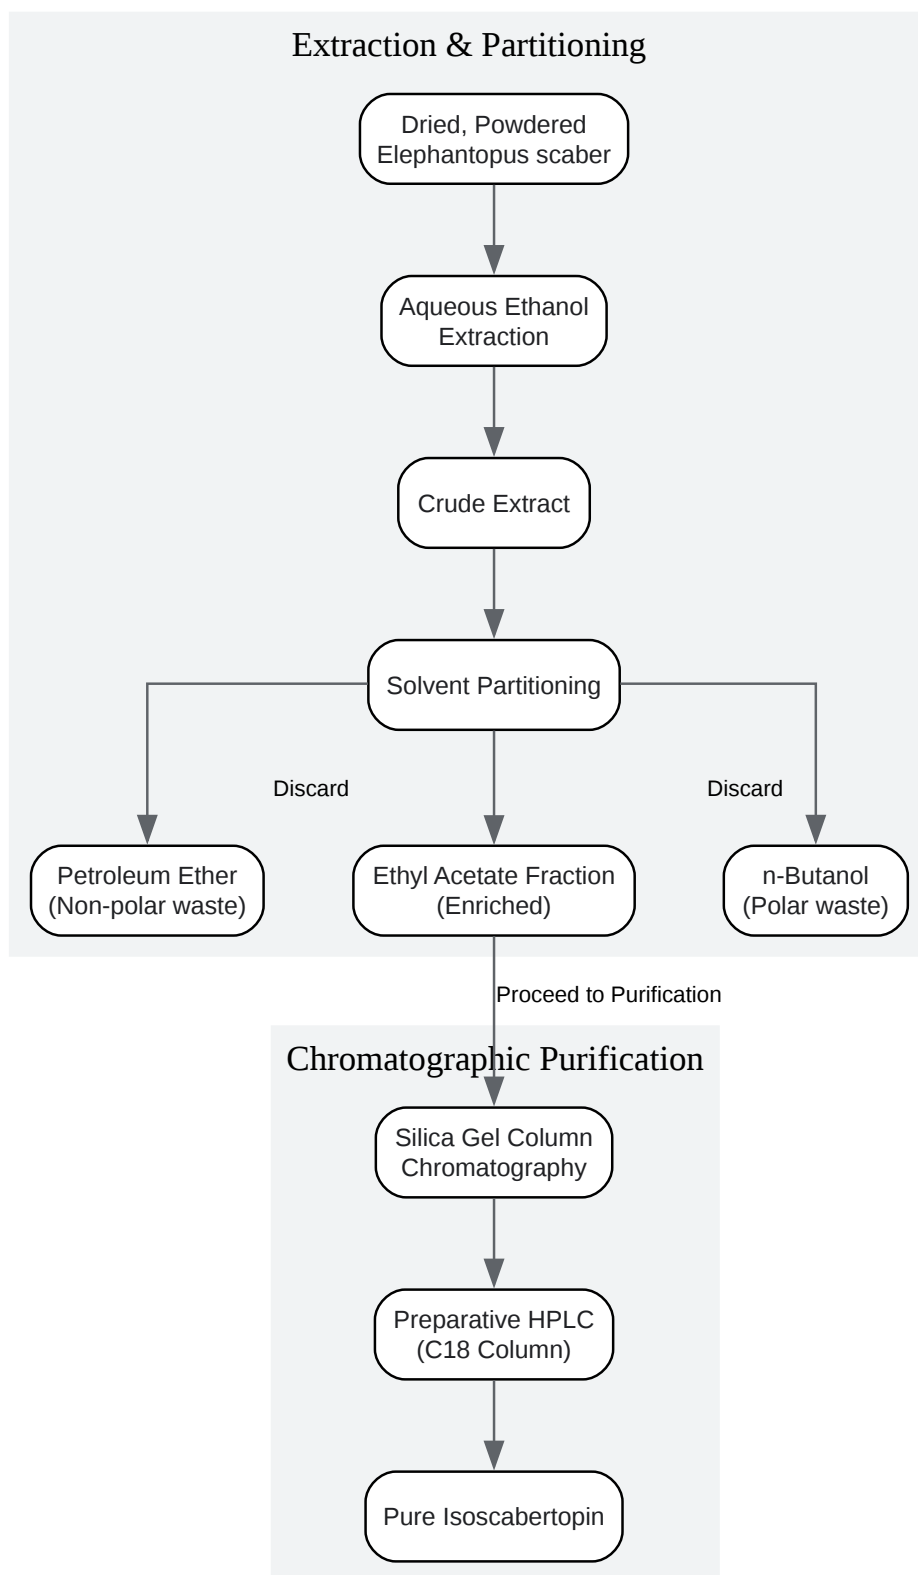 Extraction & Partitioning
Dried, Powdered
Elephantopus scaber
Aqueous Ethanol
Extraction
Crude Extract
Solvent Partitioning
Discard
Discard
Petroleum Ether
(Non-polar waste)
Ethyl Acetate Fraction
(Enriched)
n-Butanol
(Polar waste)
Proceed to Purification
Chromatographic Purification
Silica Gel Column
Chromatography
Preparative HPLC
(C18 Column)
Pure Isoscabertopin